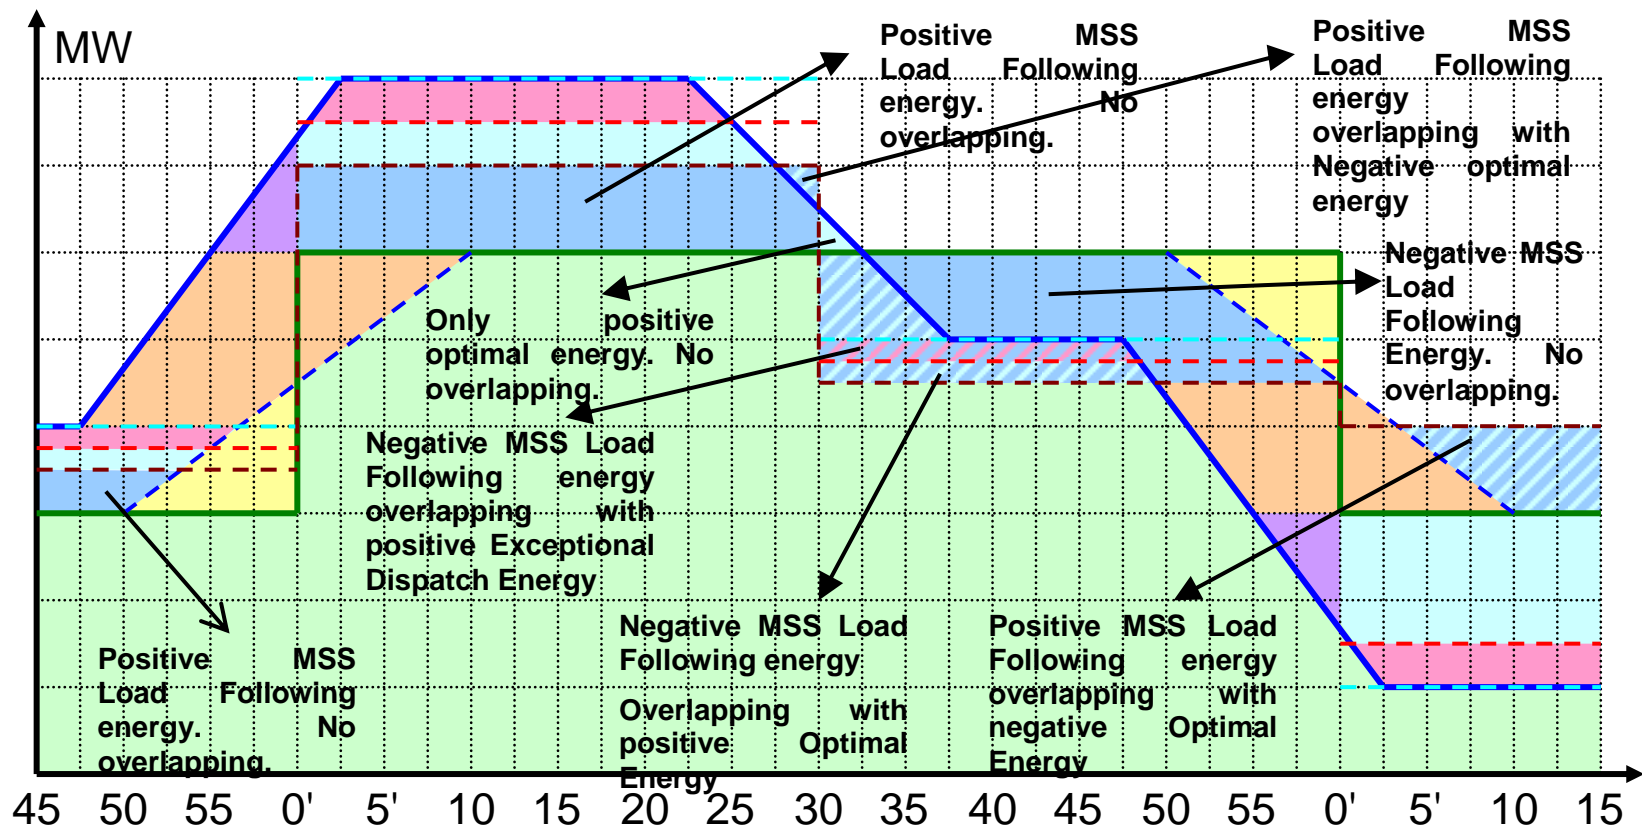 MW
Positive MSS
Load Following
energy. No
overlapping.
Positive MSS
Load Following
energy
overlapping with
Negative optimal
energy
Negative MSS
Load
Following
Energy. No
overlapping.
Only positive
optimal energy. No
overlapping.
Negative MSS Load
Following energy
overlapping with
positive Exceptional
Dispatch Energy
Positive MSS
Load Following
energy. No
overlapping.
Negative MSS Load
Following energy
Overlapping with
positive Optimal
Energy
Positive MSS Load
Following energy
overlapping with
negative Optimal
Energy
45 50 55 0' 5' 10 15 20 25 30 35 40 45 50 55 0' 5' 10 15